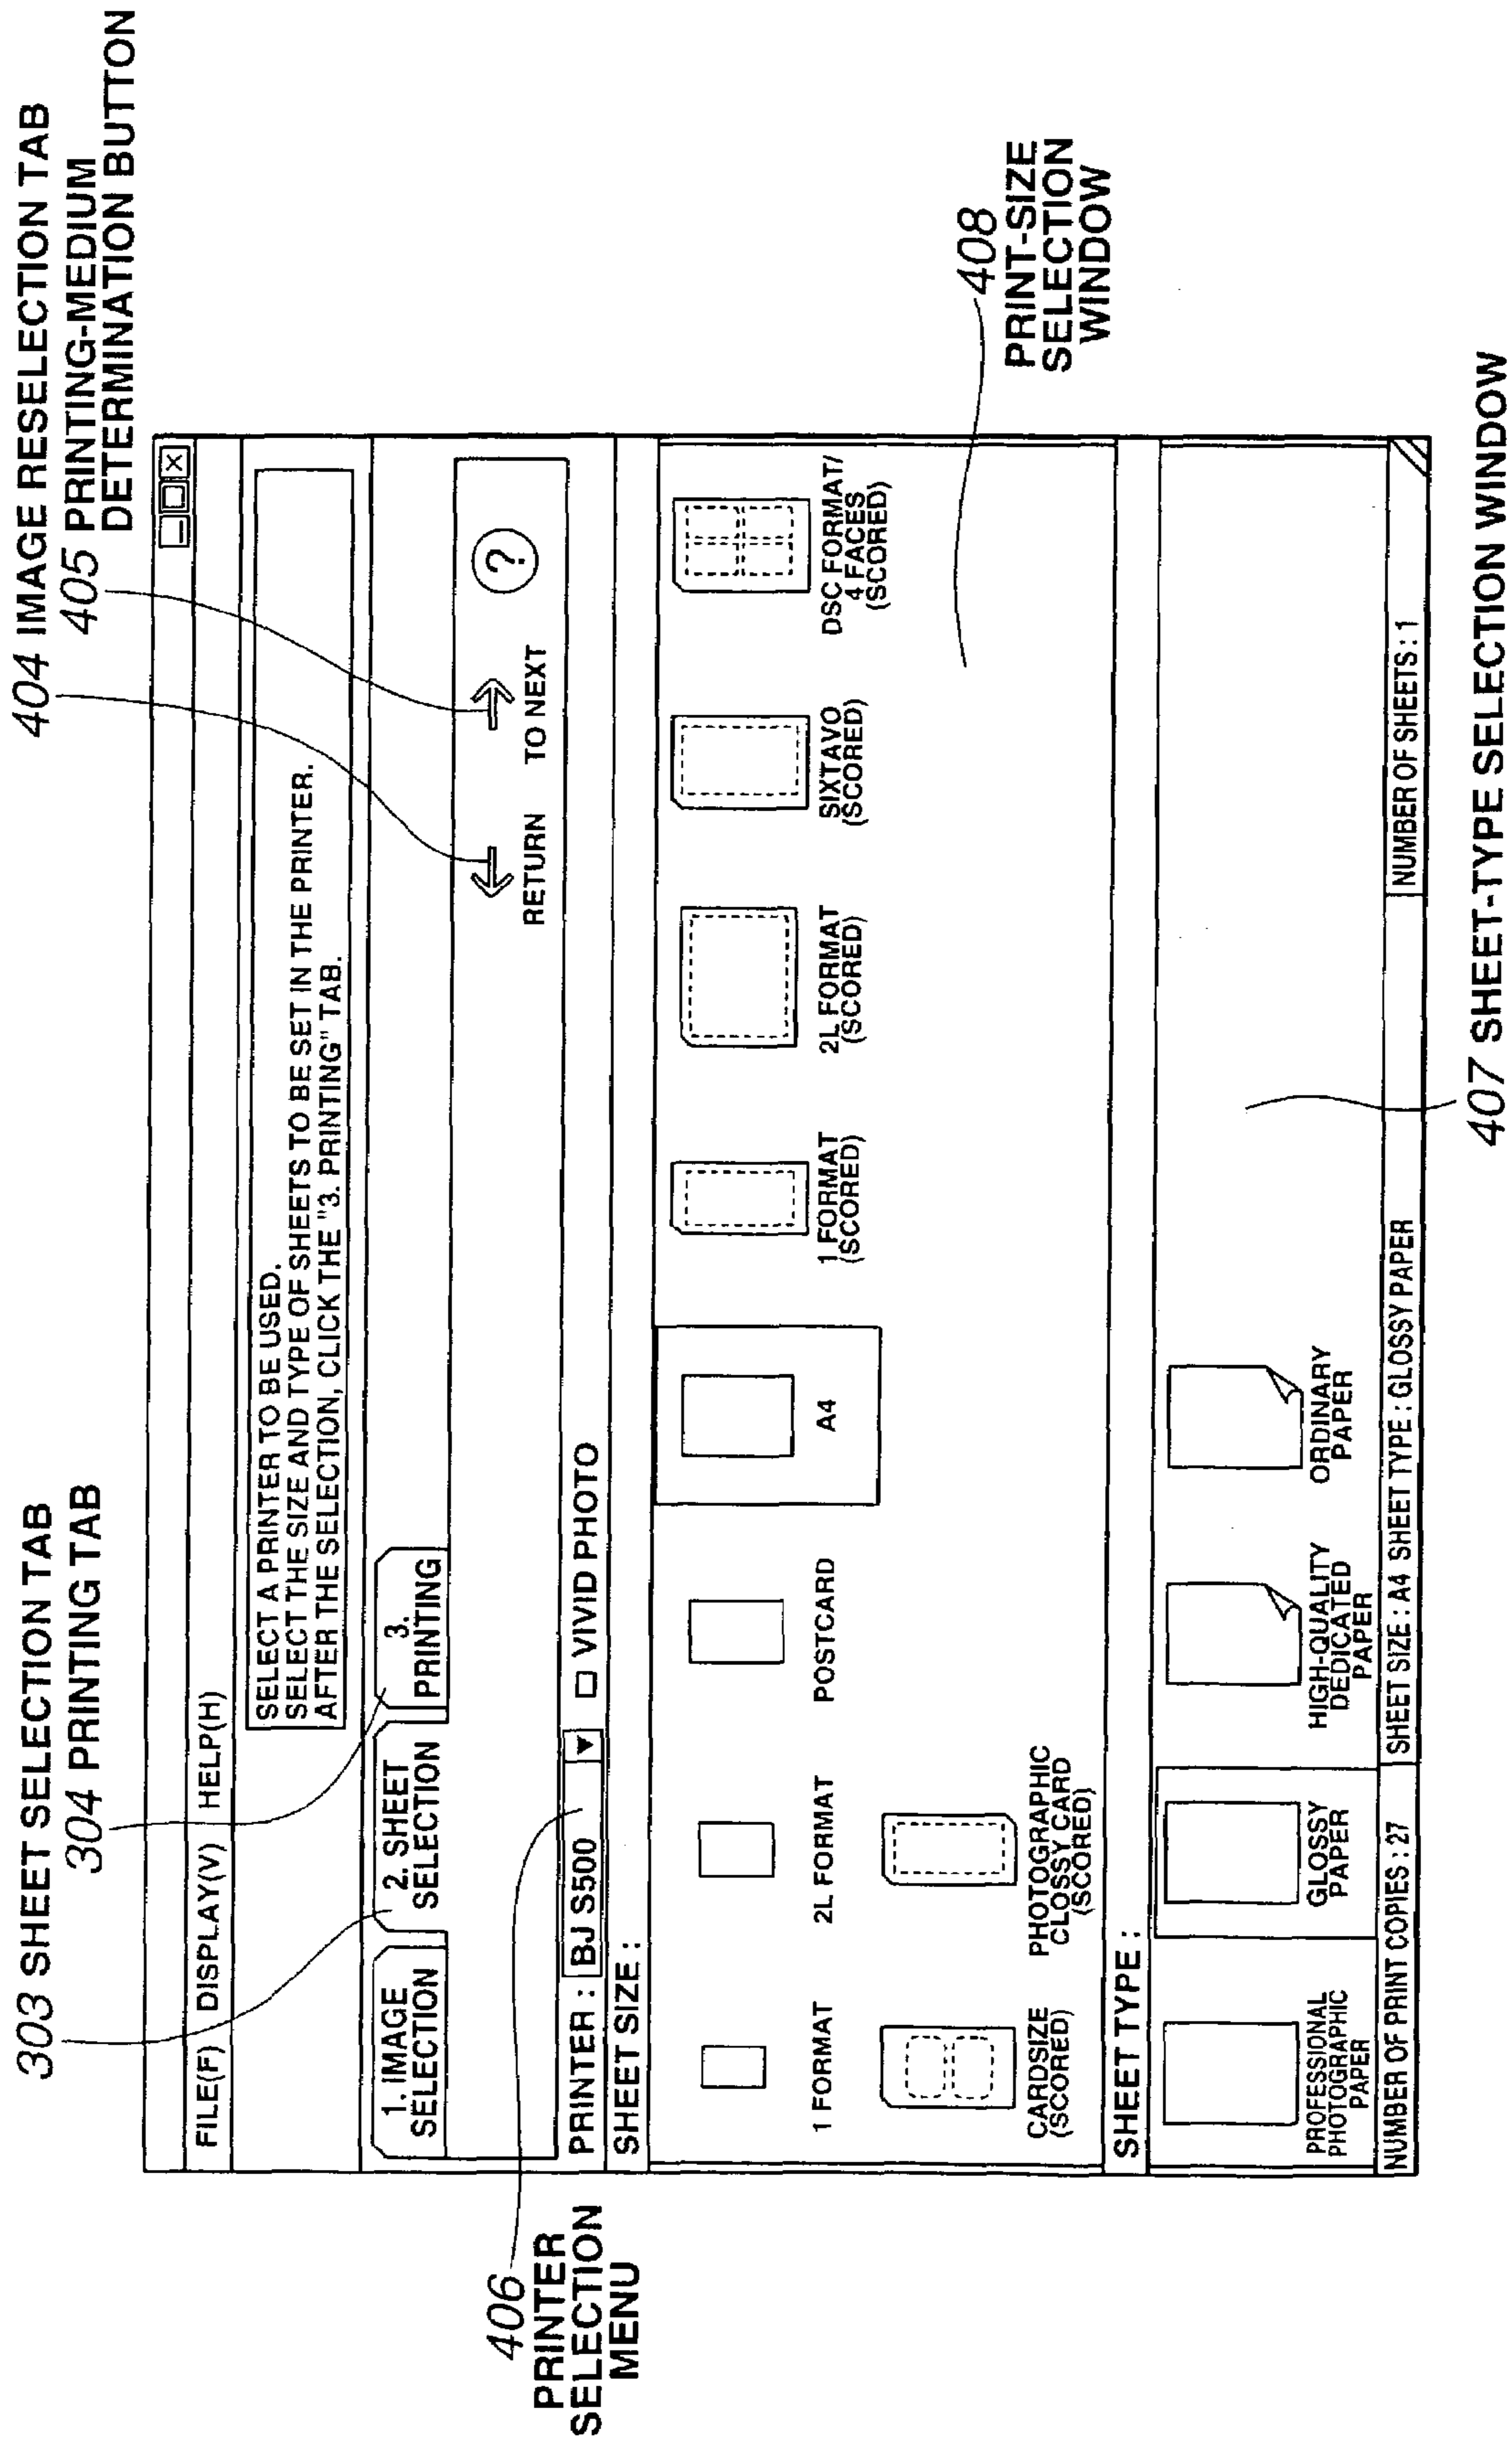 303 SHEET SELECTION TAB
304 PRINTING TAB
404 IMAGE RESELECTION TAB
405 PRINTING-MEDIUM
DETERMINATION BUTTON
FILE(F) DISPLAY(V) HELP(H)
SELECT A PRINTER TO BE USED.
SELECT THE SIZE AND TYPE OF SHEETS TO BE SET IN THE PRINTER.
AFTER THE SELECTION, CLICK THE "3. PRINTING" TAB.
1. IMAGE
SELECTION
2. SHEET
SELECTION
3.
PRINTING
RETURN
TO NEXT
?
406
PRINTER
SELECTION
MENU
PRINTER : BJ S500 ▼ □ VIVID PHOTO
SHEET SIZE :
1 FORMAT
2L FORMAT
POSTCARD
A4
1 FORMAT
(SCORED)
2L FORMAT
(SCORED)
SIXTAVO
(SCORED)
DSC FORMAT/
4 FACES
(SCORED)
CARDSIZE
(SCORED)
PHOTOGRAPHIC
CLOSSY CARD
(SCORED)
408
PRINT-SIZE
SELECTION
WINDOW
SHEET TYPE :
PROFESSIONAL
PHOTOGRAPHIC
PAPER
GLOSSY
PAPER
HIGH-QUALITY
DEDICATED
PAPER
ORDINARY
PAPER
NUMBER OF PRINT COPIES : 27
SHEET SIZE : A4 SHEET TYPE : GLOSSY PAPER
NUMBER OF SHEETS : 1
407 SHEET-TYPE SELECTION WINDOW